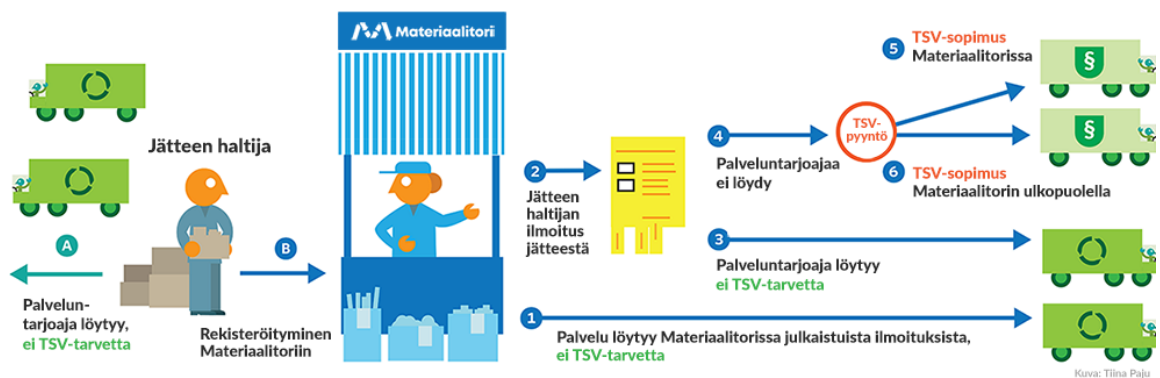 Materiaalitori
Jätteen haltija
A
Palvelun-
tarjoaja löytyy,
ei TSV-tarvetta
B
Rekisteröityminen
Materiaalitoriin
2
Jätteen
haltijan
ilmoitus
jätteestä
4
Palveluntarjoajaa
ei löydy
TSV-
pyyntö
5
TSV-sopimus
Materiaalitorissa
§
§
6
TSV-sopimus
Materiaalitorin ulkopuolella
3
Palveluntarjoaja löytyy
ei TSV-tarvetta
1
Palvelu löytyy Materiaalitorissa julkaistuista ilmoituksista,
ei TSV-tarvetta
Kuva: Tiina Paju